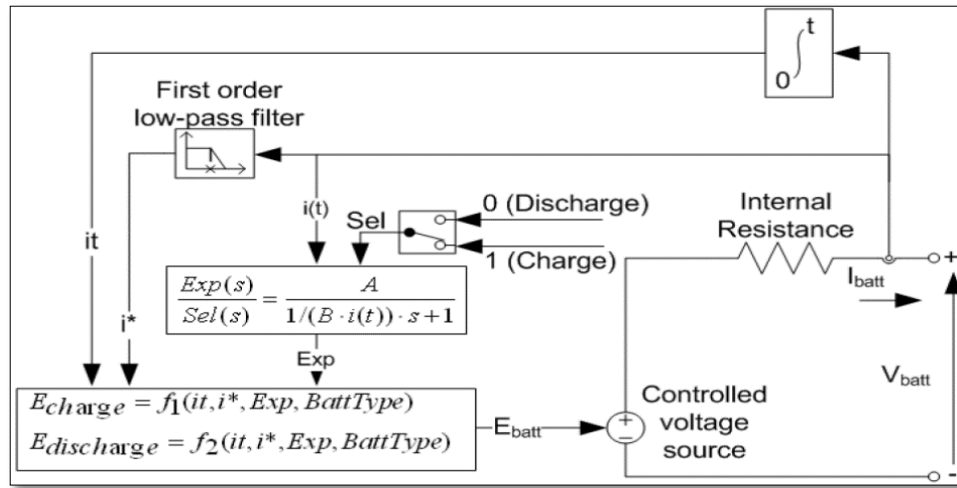 t
∫
0
First order
low-pass filter
i(t)
Sel
0 (Discharge)
1 (Charge)
Internal
Resistance
+
I_batt
it
i*
Exp(s)/Sel(s) = A/(1/(B·i(t))·s+1)
Exp
V_batt
E_charge = f_1(it,i*,Exp,BattType)
E_discharge = f_2(it,i*,Exp,BattType)
E_batt
+
−
Controlled
voltage
source
-